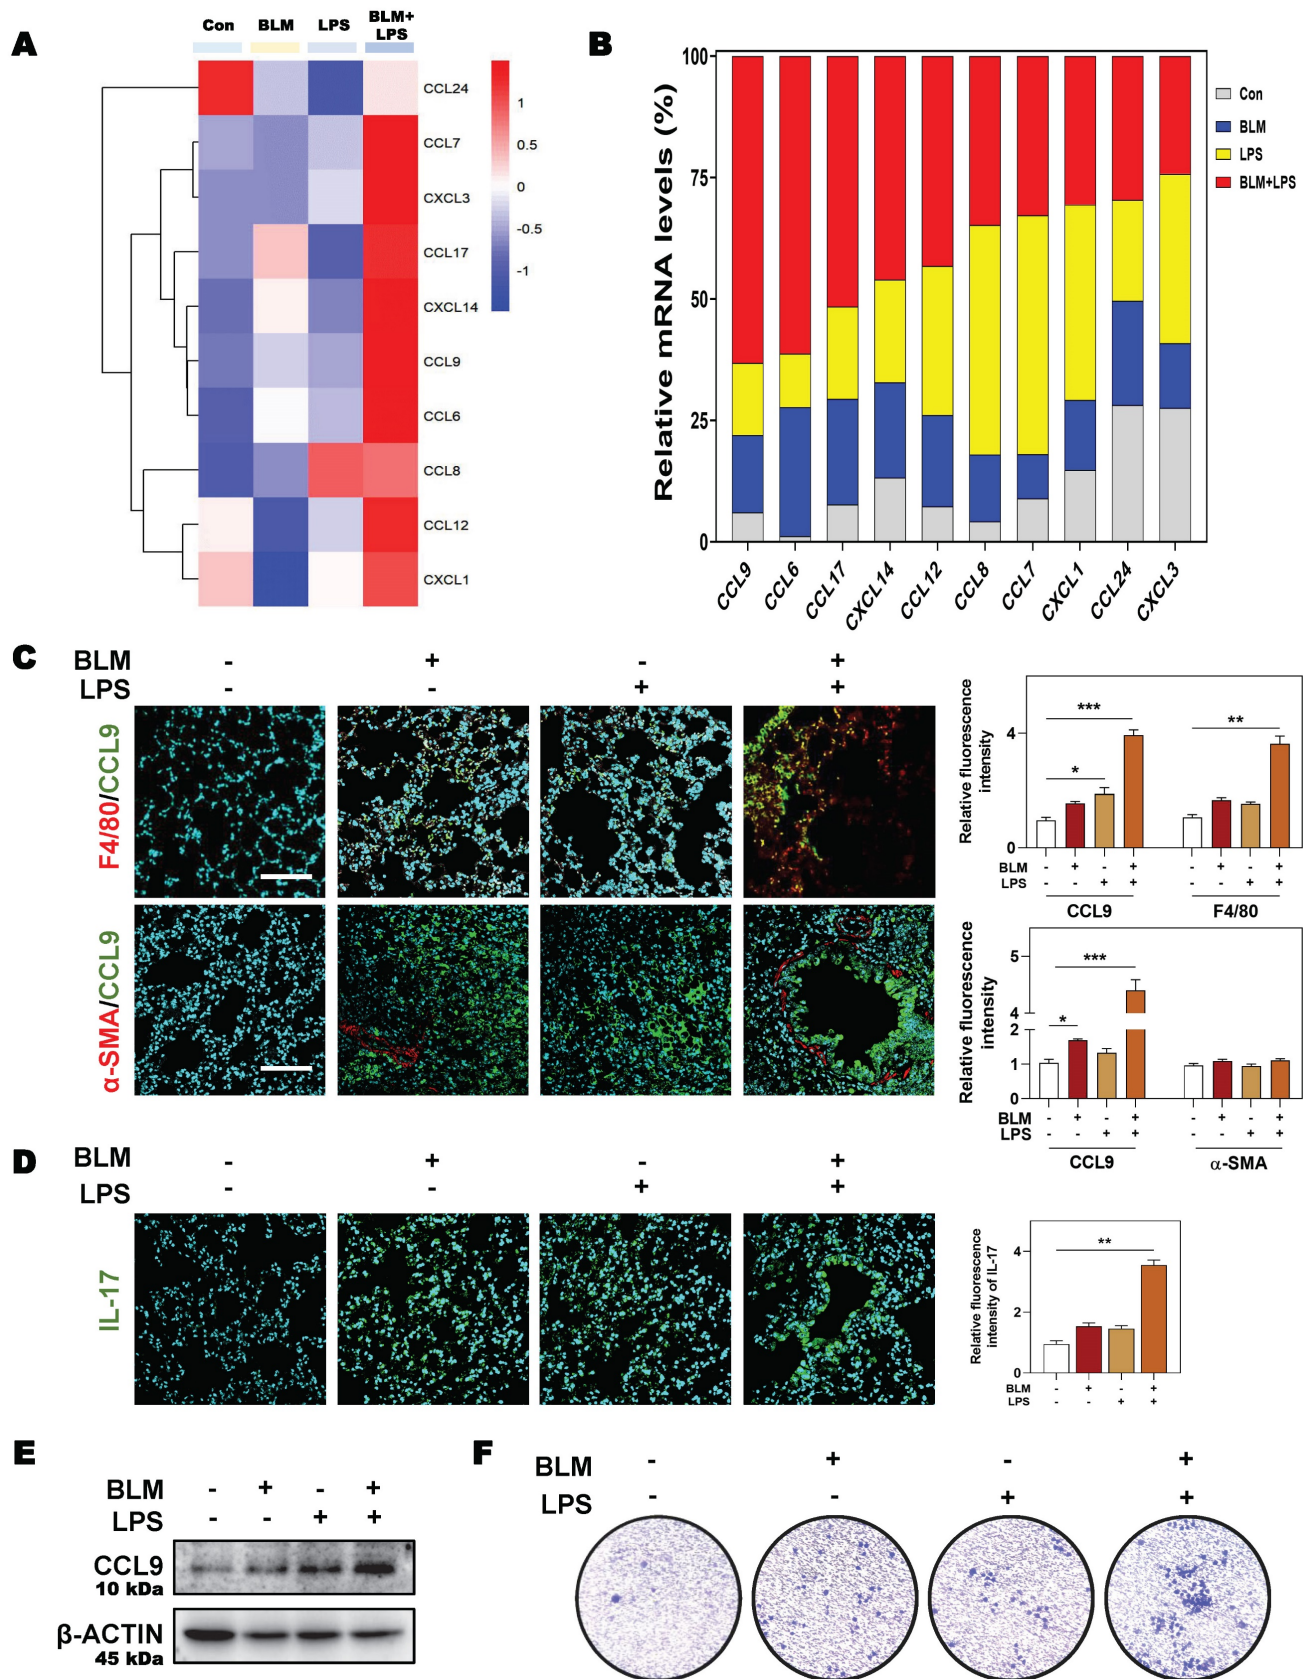 A
Con BLM LPS BLM+
LPS
CCL24
CCL7
CXCL3
CCL17
CXCL14
CCL9
CCL6
CCL8
CCL12
CXCL1
1
0.5
0
-0.5
-1
B
Relative mRNA levels (%)
100
75
50
25
0
CCL9 CCL6 CCL17 CXCL14 CCL12 CCL8 CCL7 CXCL1 CCL24 CXCL3
Con
BLM
LPS
BLM+LPS
C
BLM - + - +
LPS - - + +
F4/80/CCL9
α-SMA/CCL9
Relative fluorescence
intensity
4
0
***
*
**
BLM - + - + - + - +
LPS - - + + - - + +
CCL9 F4/80
Relative fluorescence
intensity
5
4
2
1
0
***
*
BLM - + - + - + - +
LPS - - + + - - + +
CCL9 α-SMA
D
BLM - + - +
LPS - - + +
IL-17
Relative fluorescence
intensity of IL-17
4
2
0
**
BLM - + - +
LPS - - + +
E
BLM - + - +
LPS - - + +
CCL9
10 kDa
β-ACTIN
45 kDa
F
BLM - + - +
LPS - - + +